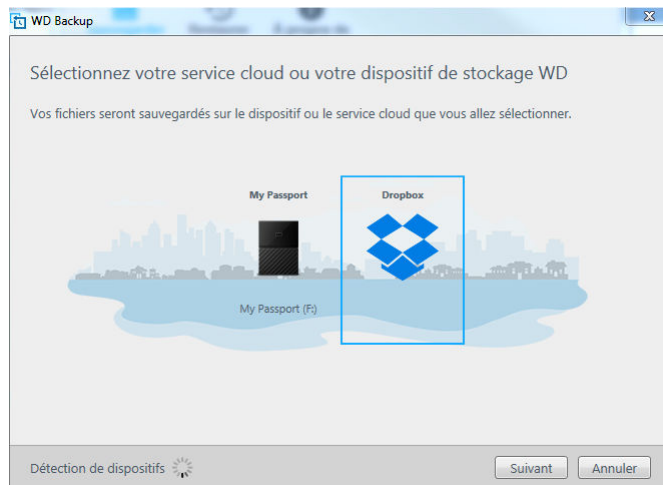 WD Backup
Sélectionnez votre service cloud ou votre dispositif de stockage WD
Vos fichiers seront sauvegardés sur le dispositif ou le service cloud que vous allez sélectionner.
My Passport
Dropbox
My Passport (F:)
Détection de dispositifs
Suivant
Annuler